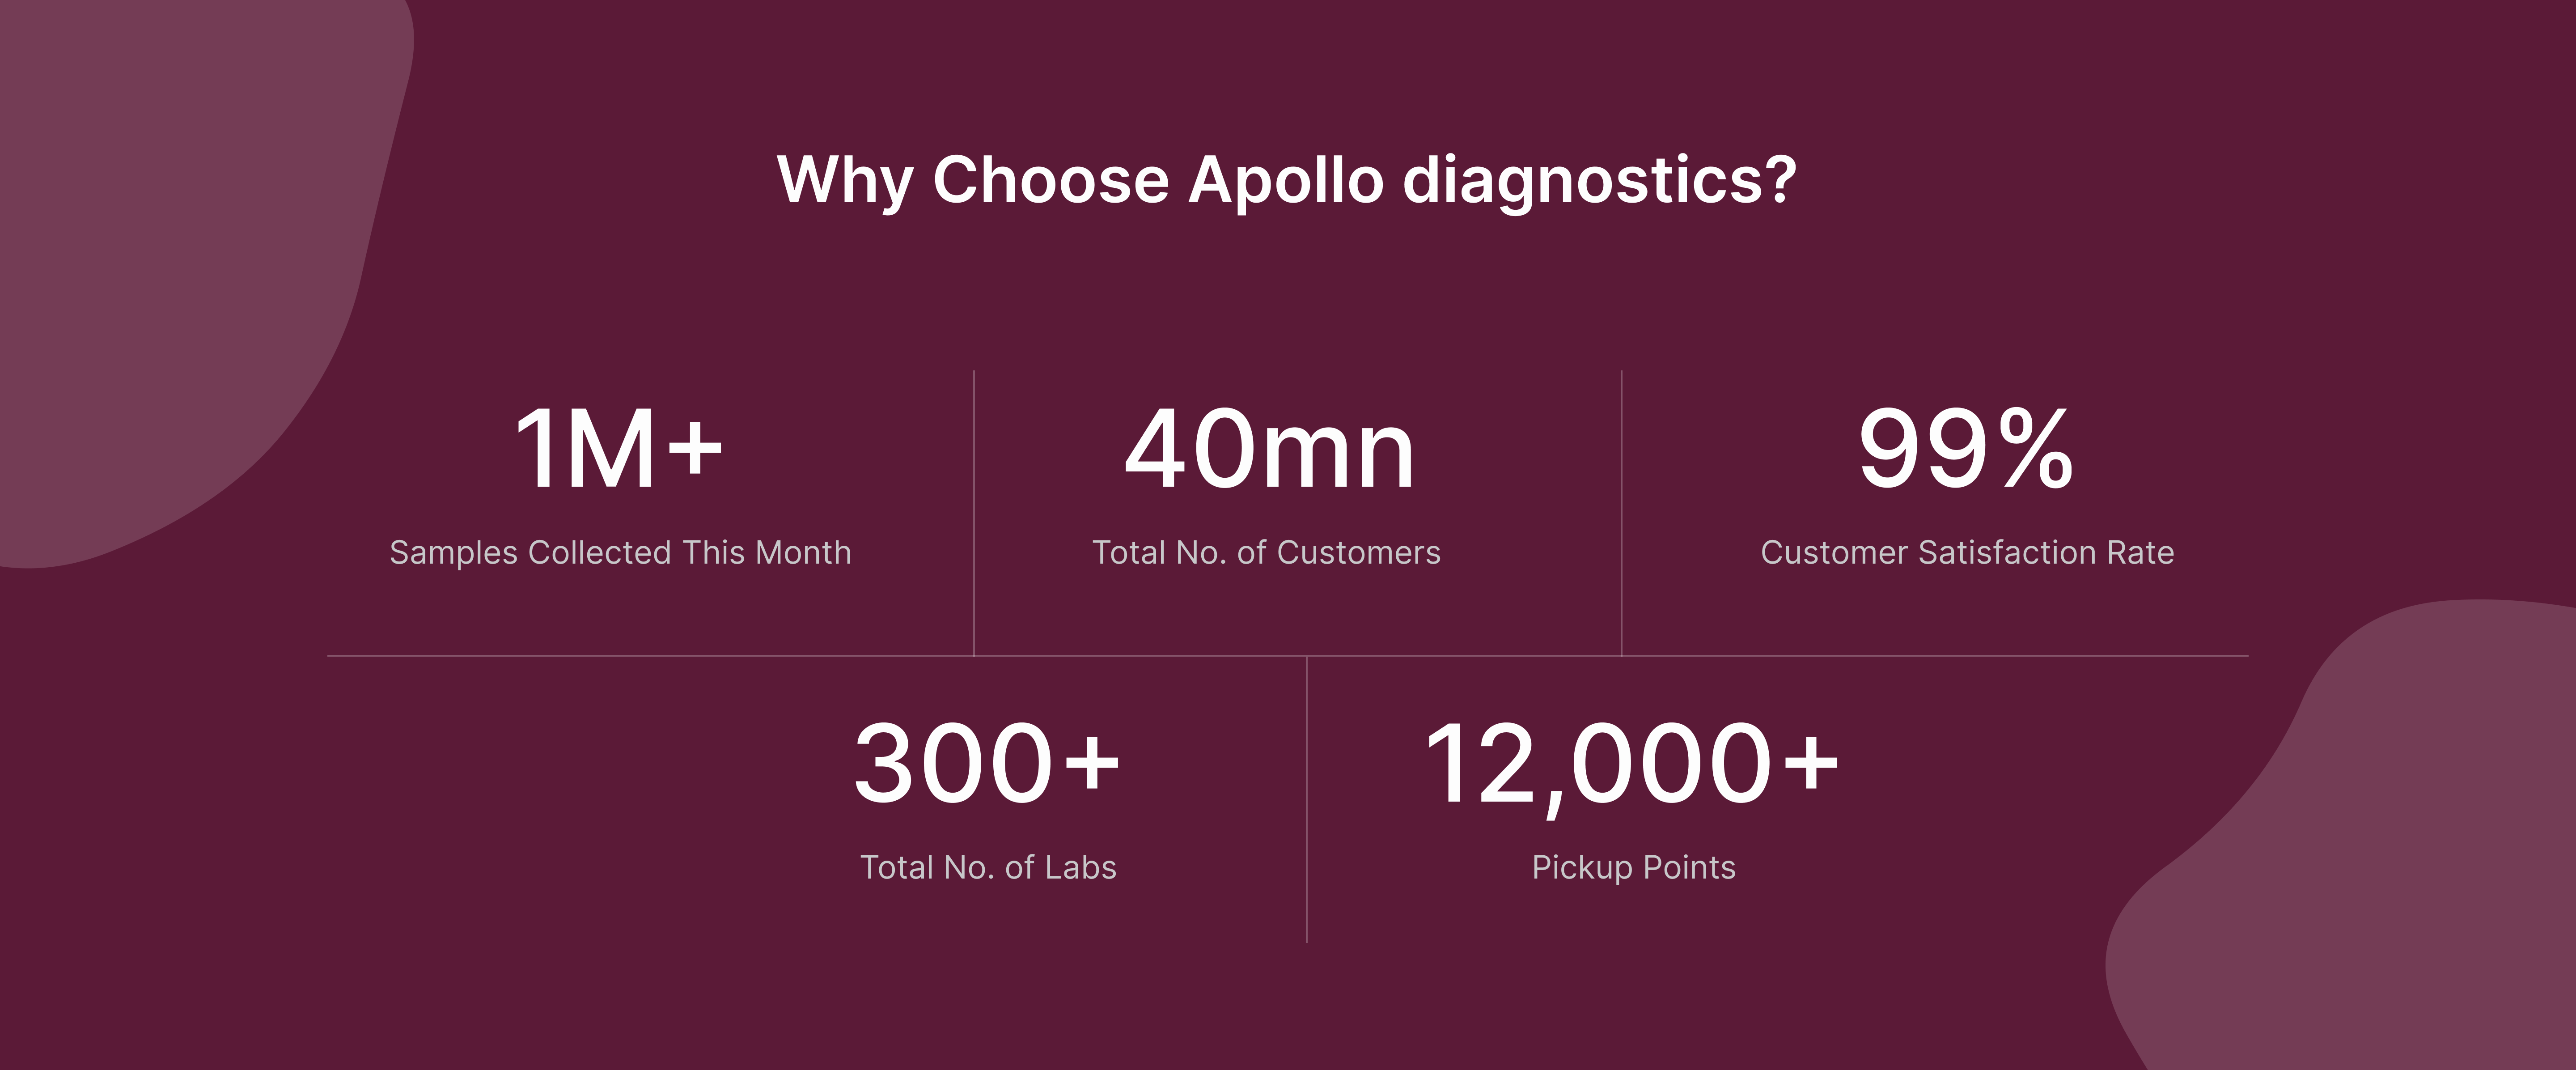 Why Choose Apollo diagnostics?
1M+
Samples Collected This Month
40mn
Total No. of Customers
99%
Customer Satisfaction Rate
300+
Total No. of Labs
12,000+
Pickup Points